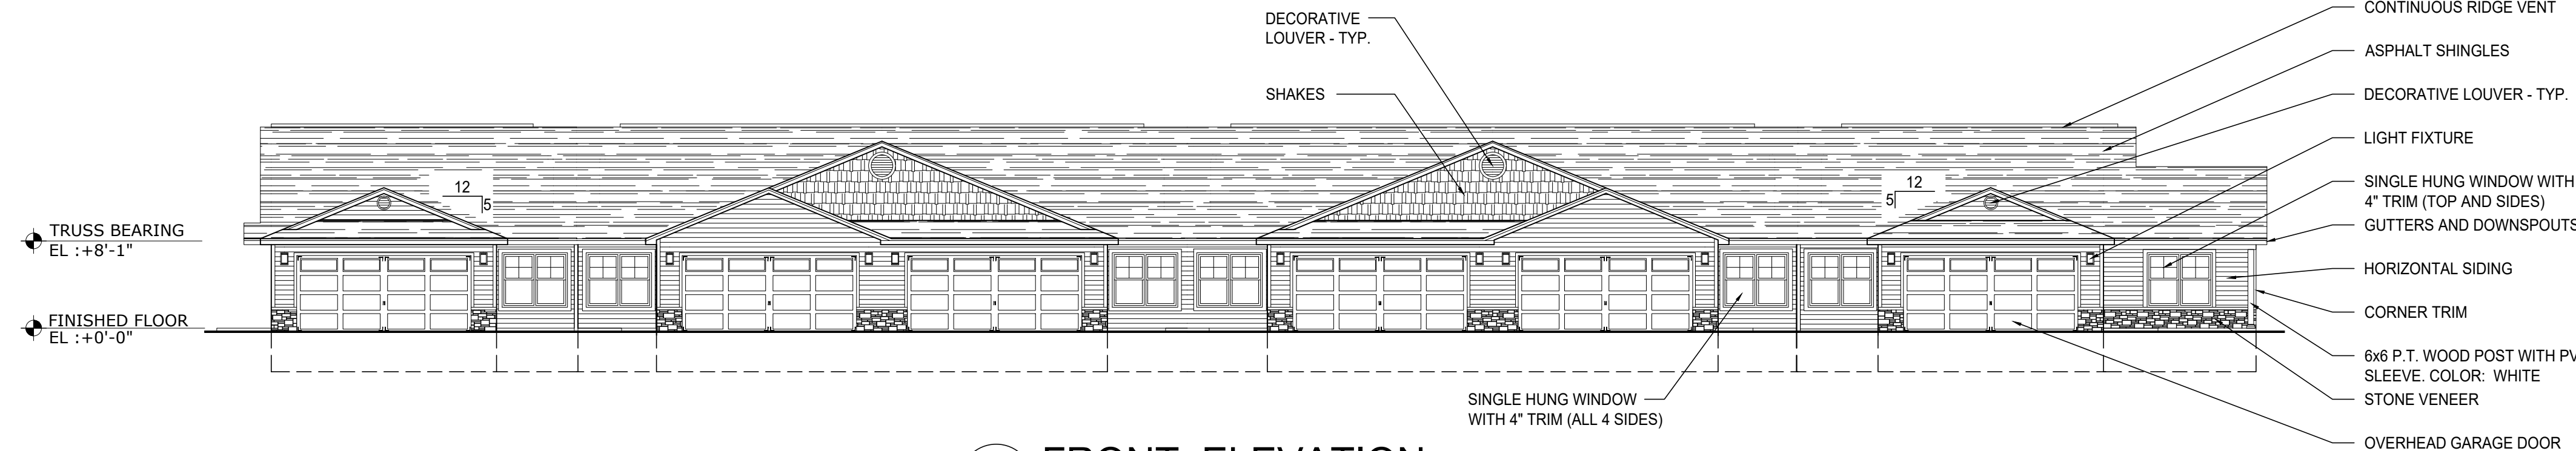 DECORATIVE
LOUVER - TYP.
SHAKES
CONTINUOUS RIDGE VENT
ASPHALT SHINGLES
DECORATIVE LOUVER - TYP.
LIGHT FIXTURE
SINGLE HUNG WINDOW WITH
4" TRIM (TOP AND SIDES)
GUTTERS AND DOWNSPOUTS
HORIZONTAL SIDING
CORNER TRIM
6x6 P.T. WOOD POST WITH
SLEEVE. COLOR: WHITE
STONE VENEER
OVERHEAD GARAGE DOOR
12
5
12
5
TRUSS BEARING
EL :+8'-1"
FINISHED FLOOR
EL :+0'-0"
SINGLE HUNG WINDOW
WITH 4" TRIM (ALL 4 SIDES)
FRONT ELEVATION